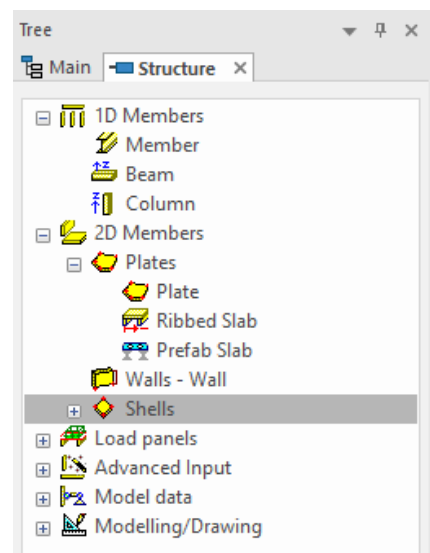 Tree
Main Structure
1D Members
Member
Beam
Column
2D Members
Plates
Plate
Ribbed Slab
Prefab Slab
Walls - Wall
Shells
Load panels
Advanced Input
Model data
Modelling/Drawing